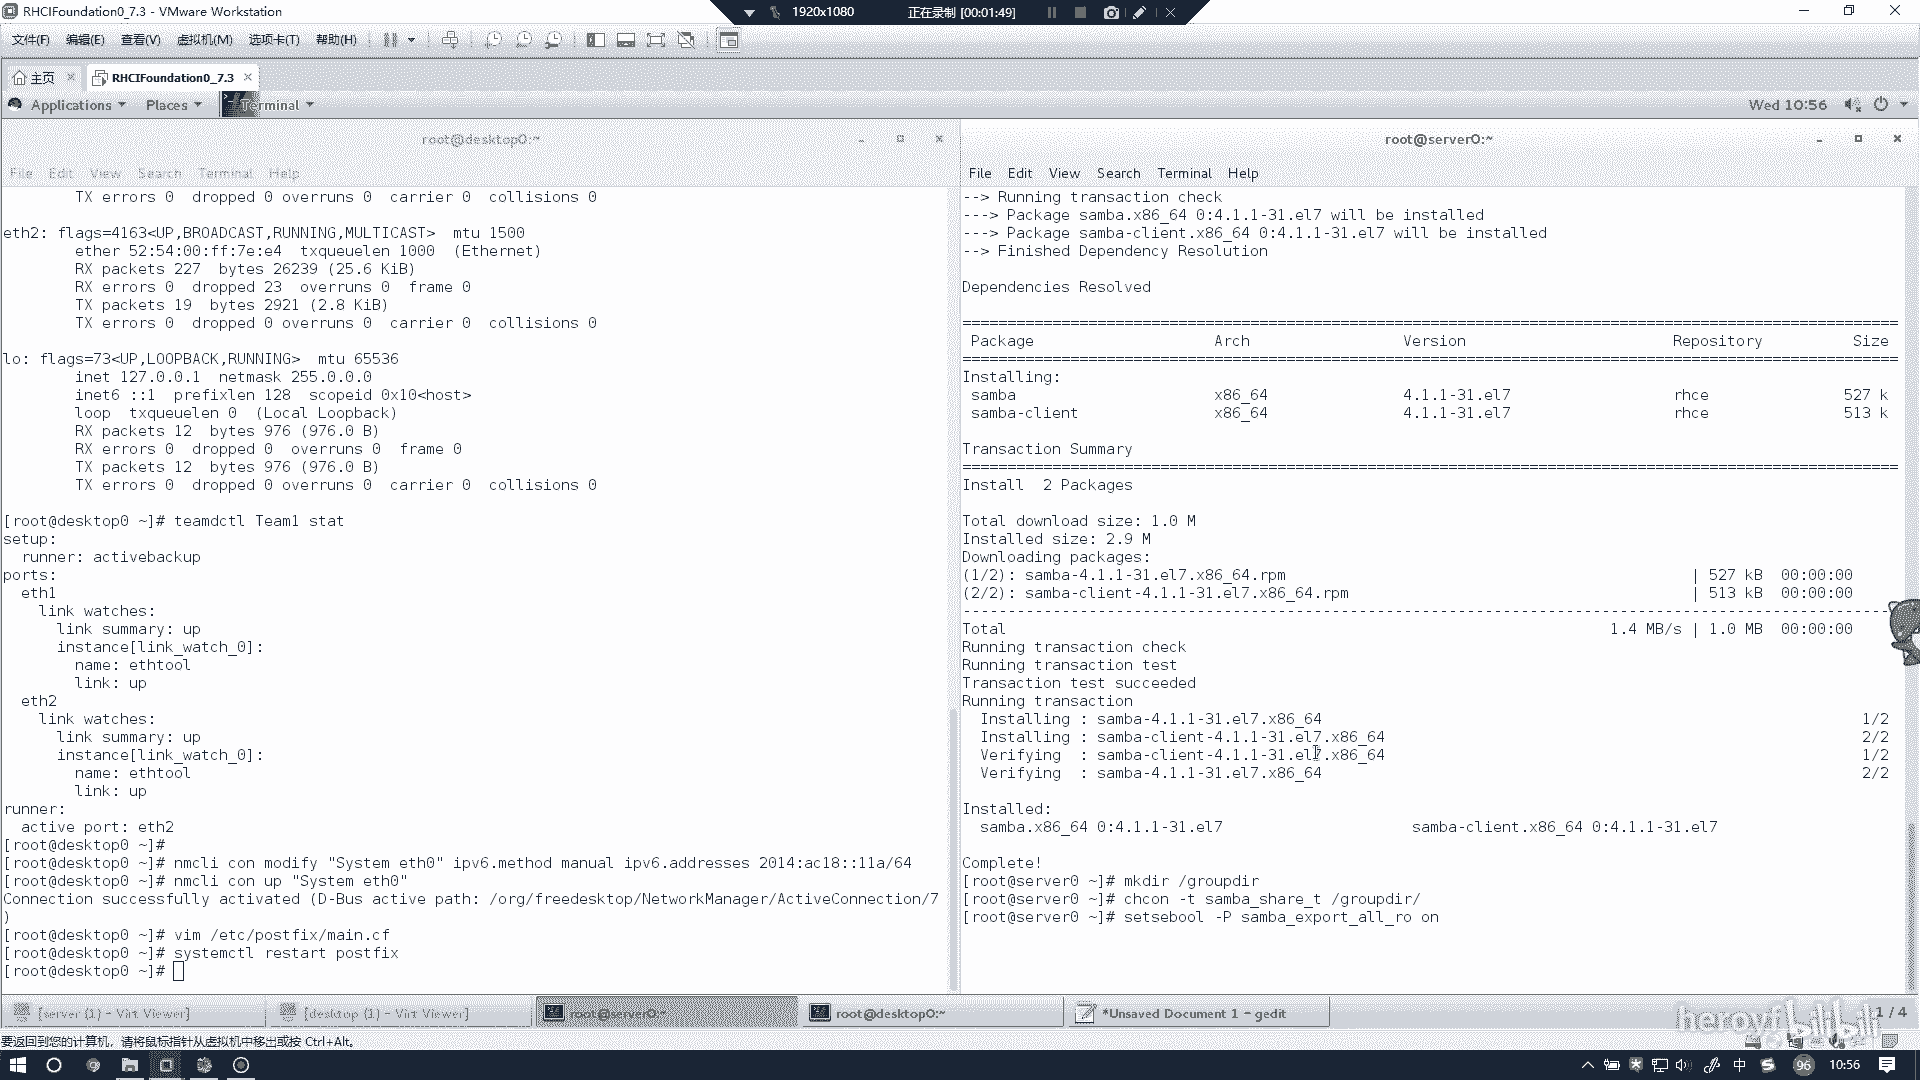 RHCIFoundation0_7.3 - VMware Workstation
1920x1080 正在录制 [00:01:49]
文件(F) 编辑(E) 查看(V) 虚拟机(M) 选项卡(T) 帮助(H)
主页 RHCIFoundation0_7.3
Applications Places Terminal Wed 10:56
root@desktop0:~
File Edit View Search Terminal Help
TX errors 0 dropped 0 overruns 0 carrier 0 collisions 0
eth2: flags=4163<UP,BROADCAST,RUNNING,MULTICAST> mtu 1500
ether 52:54:00:ff:7e:e4 txqueuelen 1000 (Ethernet)
RX packets 227 bytes 26239 (25.6 KiB)
RX errors 0 dropped 23 overruns 0 frame 0
TX packets 19 bytes 2921 (2.8 KiB)
TX errors 0 dropped 0 overruns 0 carrier 0 collisions 0
lo: flags=73<UP,LOOPBACK,RUNNING> mtu 65536
inet 127.0.0.1 netmask 255.0.0.0
inet6 ::1 prefixlen 128 scopeid 0x10<host>
loop txqueuelen 0 (Local Loopback)
RX packets 12 bytes 976 (976.0 B)
RX errors 0 dropped 0 overruns 0 frame 0
TX packets 12 bytes 976 (976.0 B)
TX errors 0 dropped 0 overruns 0 carrier 0 collisions 0
[root@desktop0 ~]# teamdctl Team1 stat
setup:
runner: activebackup
ports:
eth1
link watches:
link summary: up
instance[link_watch_0]:
name: ethtool
link: up
eth2
link watches:
link summary: up
instance[link_watch_0]:
name: ethtool
link: up
runner:
active port: eth2
[root@desktop0 ~]#
[root@desktop0 ~]# nmcli con modify "System eth0" ipv6.method manual ipv6.addresses 2014:ac18::11a/64
[root@desktop0 ~]# nmcli con up "System eth0"
Connection successfully activated (D-Bus active path: /org/freedesktop/NetworkManager/ActiveConnection/7
)
[root@desktop0 ~]# vim /etc/postfix/main.cf
[root@desktop0 ~]# systemctl restart postfix
[root@desktop0 ~]#
root@server0:~
File Edit View Search Terminal Help
--> Running transaction check
---> Package samba.x86_64 0:4.1.1-31.el7 will be installed
---> Package samba-client.x86_64 0:4.1.1-31.el7 will be installed
--> Finished Dependency Resolution
Dependencies Resolved
================================================================================
Package Arch Version Repository Size
================================================================================
Installing:
samba x86_64 4.1.1-31.el7 rhce 527 k
samba-client x86_64 4.1.1-31.el7 rhce 513 k
Transaction Summary
================================================================================
Install 2 Packages
Total download size: 1.0 M
Installed size: 2.9 M
Downloading packages:
(1/2): samba-4.1.1-31.el7.x86_64.rpm | 527 kB 00:00:00
(2/2): samba-client-4.1.1-31.el7.x86_64.rpm | 513 kB 00:00:00
--------------------------------------------------------------------------------
Total 1.4 MB/s | 1.0 MB 00:00:00
Running transaction check
Running transaction test
Transaction test succeeded
Running transaction
Installing : samba-4.1.1-31.el7.x86_64 1/2
Installing : samba-client-4.1.1-31.el7.x86_64 2/2
Verifying : samba-client-4.1.1-31.el7.x86_64 1/2
Verifying : samba-4.1.1-31.el7.x86_64 2/2
Installed:
samba.x86_64 0:4.1.1-31.el7 samba-client.x86_64 0:4.1.1-31.el7
Complete!
[root@server0 ~]# mkdir /groupdir
[root@server0 ~]# chcon -t samba_share_t /groupdir/
[root@server0 ~]# setsebool -P samba_export_all_ro on
[server (1) - Virt Viewer] [desktop (1) - Virt Viewer] root@server0:~ root@desktop0:~ *Unsaved Document 1 - gedit 1 / 4
bilibili
要返回到您的计算机，请将鼠标指针从虚拟机中移出或按 Ctrl+Alt。
中 96 10:56